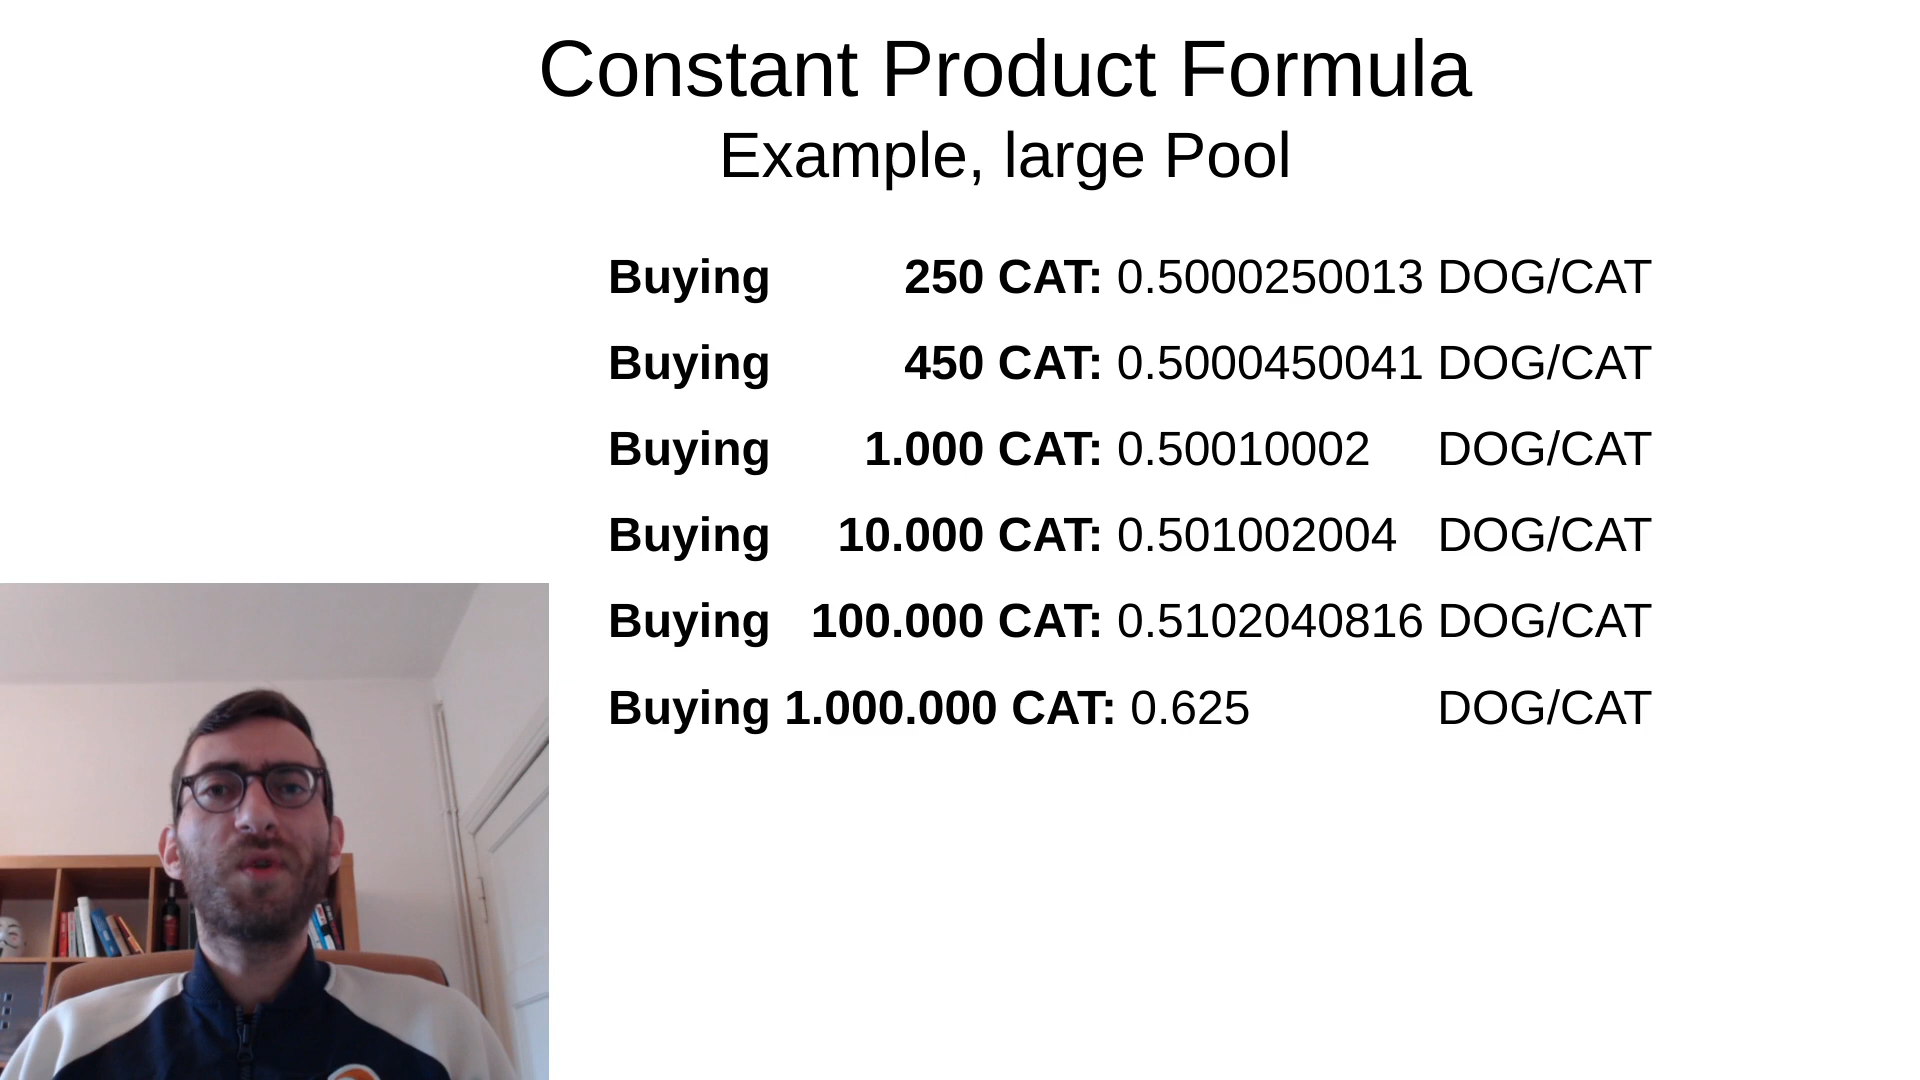 Constant Product Formula
Example, large Pool
Buying 250 CAT: 0.5000250013 DOG/CAT
Buying 450 CAT: 0.5000450041 DOG/CAT
Buying 1.000 CAT: 0.50010002 DOG/CAT
Buying 10.000 CAT: 0.501002004 DOG/CAT
Buying 100.000 CAT: 0.5102040816 DOG/CAT
Buying 1.000.000 CAT: 0.625 DOG/CAT